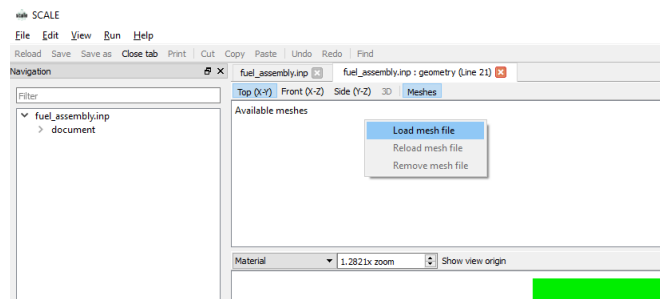 SCALE
File Edit View Run Help
Reload Save Save as Close tab Print Cut Copy Paste Undo Redo Find
Navigation
fuel_assembly.inp fuel_assembly.inp : geometry (Line 21)
Filter
Top (X-Y) Front (X-Z) Side (Y-Z) 3D Meshes
fuel_assembly.inp
document
Available meshes
Load mesh file
Reload mesh file
Remove mesh file
Material 1.2821x zoom Show view origin